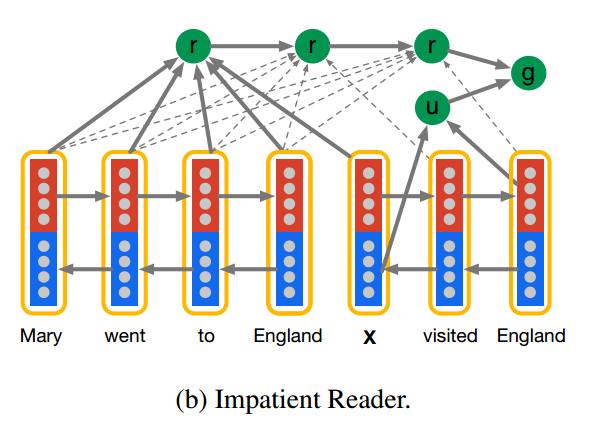 r r r
g
u
Mary went to England X visited England
(b) Impatient Reader.